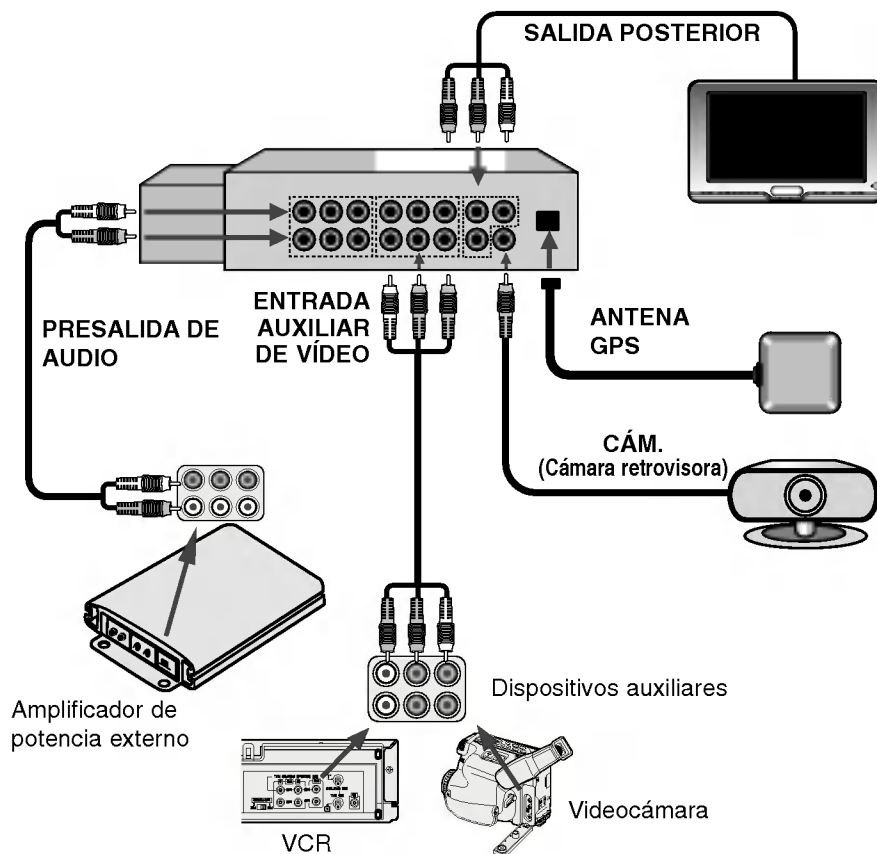 SALIDA POSTERIOR
PRESALIDA DE
AUDIO
ENTRADA
AUXILIAR
DE VÍDEO
ANTENA
GPS
CÁM.
(Cámara retrovisora)
Amplificador de
potencia externo
Dispositivos auxiliares
VCR
Videocámara